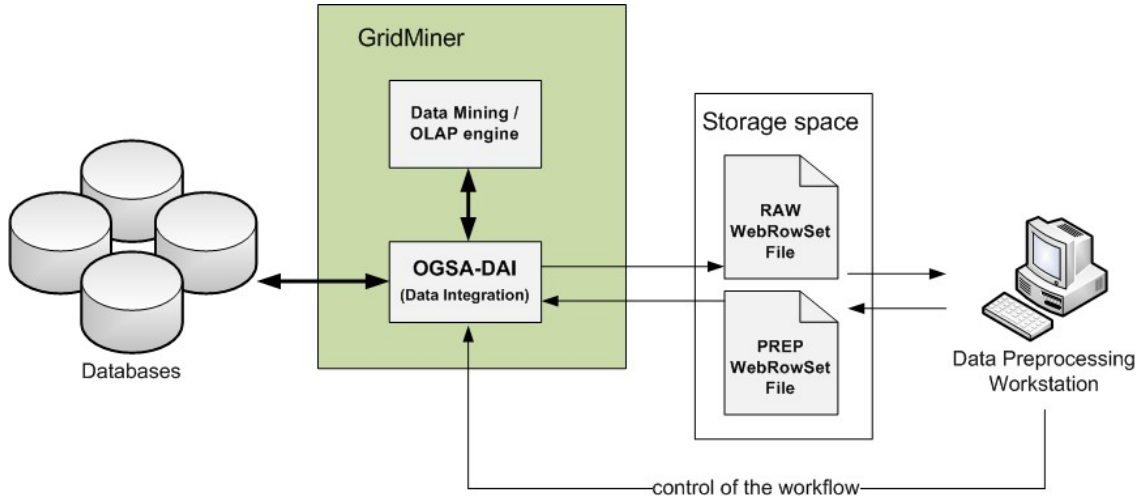 GridMiner
Data Mining /
OLAP engine
Storage space
RAW
WebRowSet
File
OGSA-DAI
(Data Integration)
PREP
WebRowSet
File
Databases
Data Preprocessing
Workstation
control of the workflow